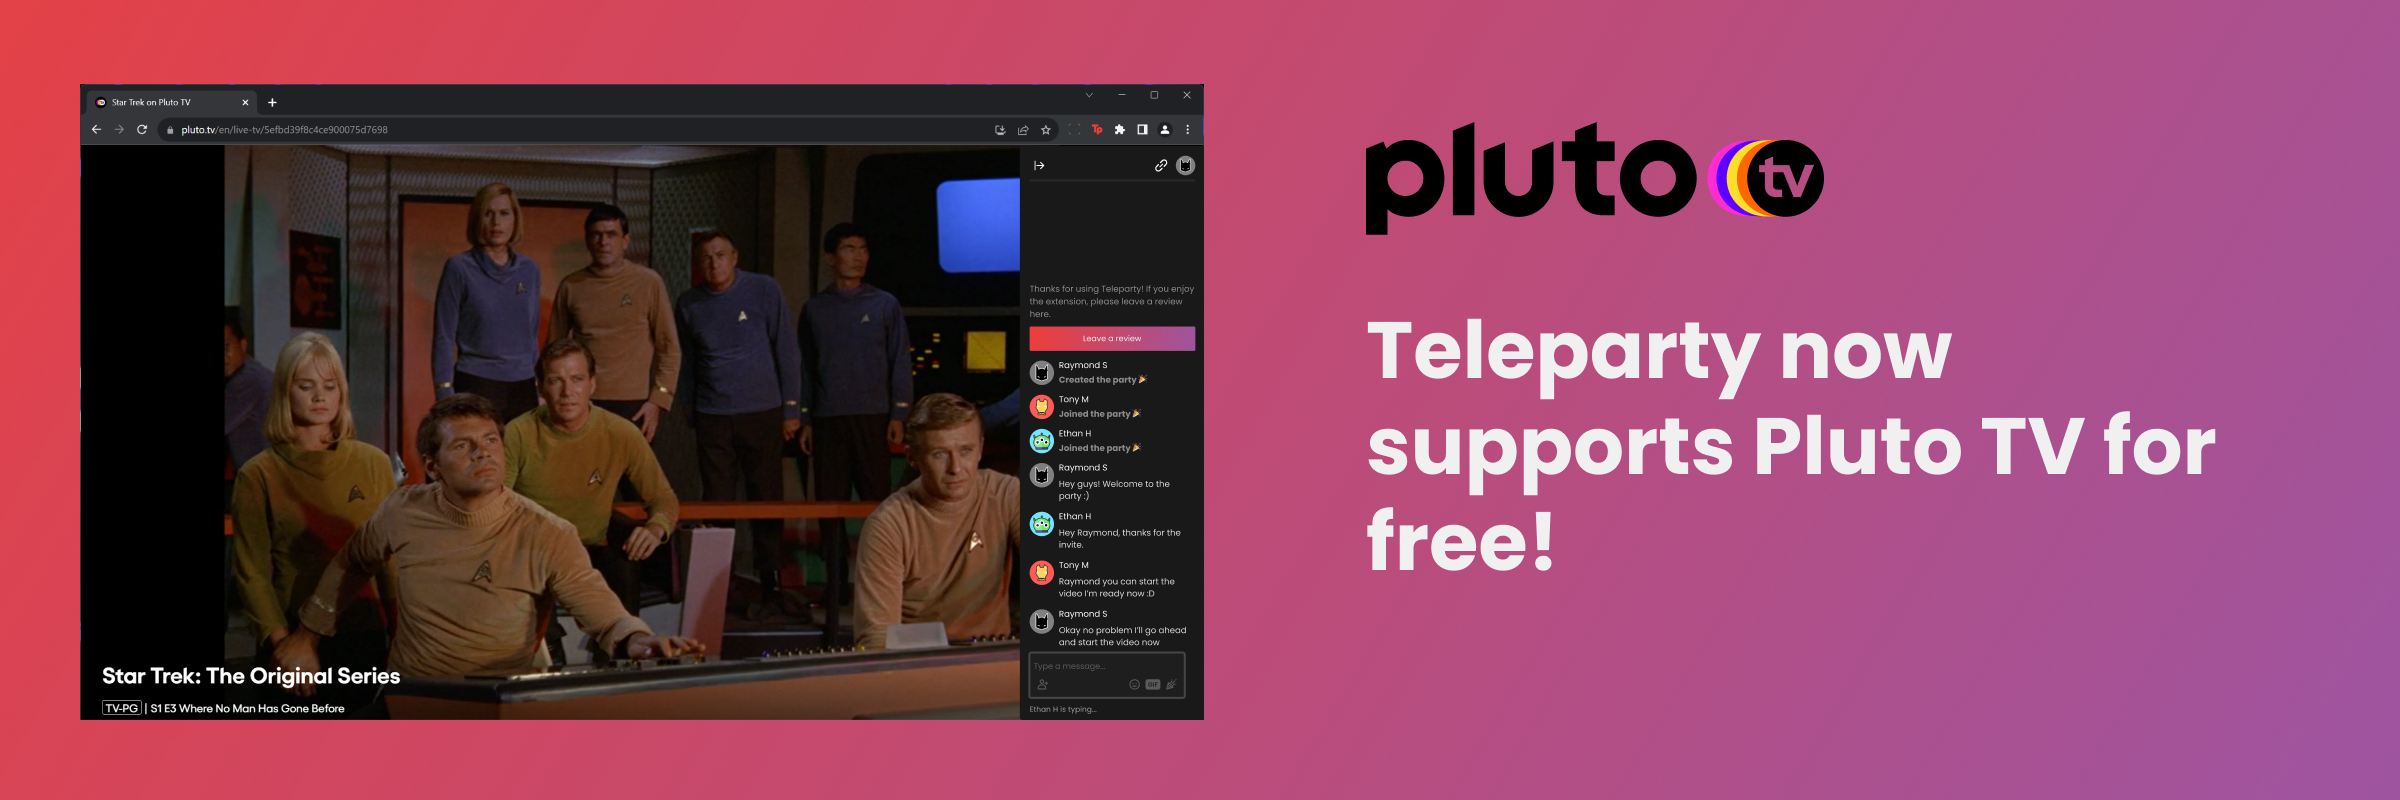 Star Trek on Pluto TV
pluto.tv/en/live-tv/5efbd39f8c4ce900075d7698
Tp
Thanks for using Teleparty! If you enjoy
the extension, please leave a review
here.
Leave a review
Raymond S
Created the party 🎉
Tony M
Joined the party 🎉
Ethan H
Joined the party 🎉
Raymond S
Hey guys! Welcome to the
party :)
Ethan H
Hey Raymond, thanks for the
invite.
Tony M
Raymond you can start the
video I'm ready now :D
Raymond S
Okay no problem I'll go ahead
and start the video now
Type a message...
GIF
Ethan H is typing...
Star Trek: The Original Series
TV-PG | S1 E3 Where No Man Has Gone Before
pluto tv
Teleparty now
supports Pluto TV for
free!